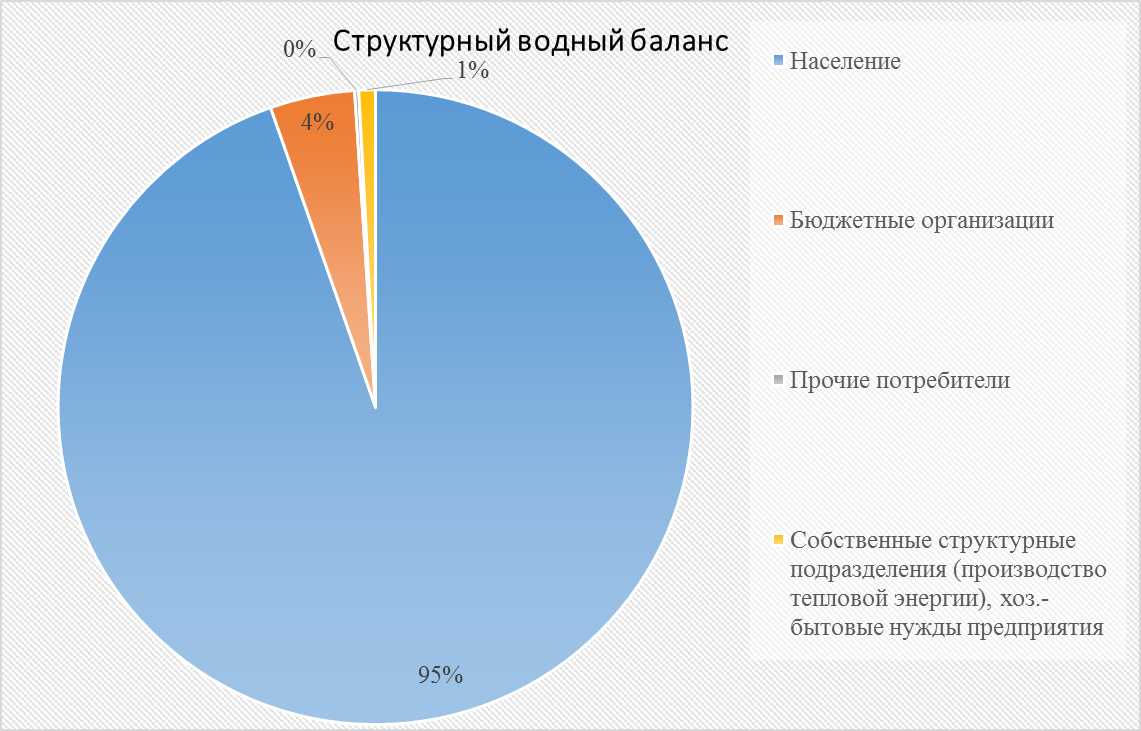 Структурный водный баланс
0%
1%
4%
95%
Население
Бюджетные организации
Прочие потребители
Собственные структурные
подразделения (производство
тепловой энергии), хоз.-
бытовые нужды предприятия